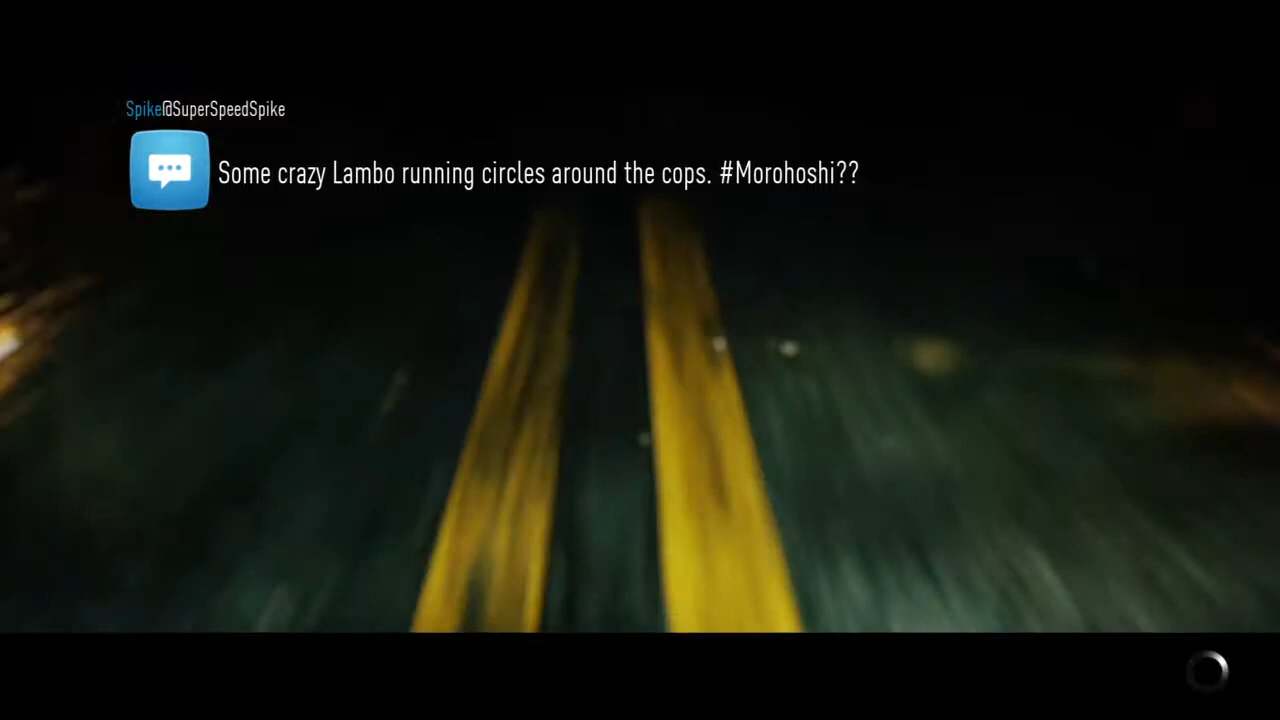 Spike@SuperSpeedSpike
Some crazy Lambo running circles around the cops. #Morohoshi??